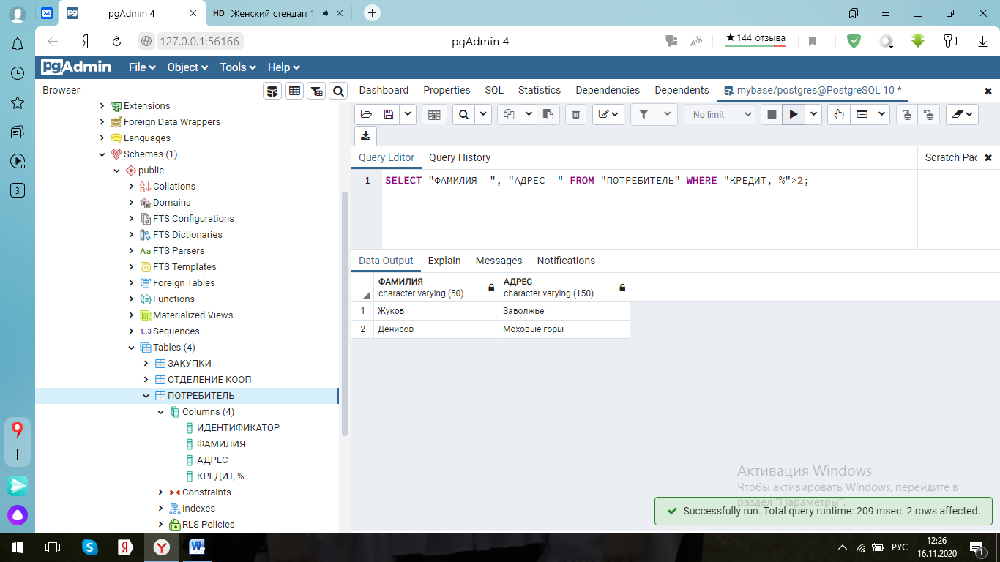 pgAdmin 4
HD Женский стендап 1
127.0.0.1:56166
pgAdmin 4
★144 отзыва
pgAdmin
File
Object
Tools
Help
Browser
Dashboard
Properties
SQL
Statistics
Dependencies
Dependents
mybase/postgres@PostgreSQL 10 *
No limit
Query Editor
Query History
Scratch Pad
1 SELECT "ФАМИЛИЯ  ", "АДРЕС  " FROM "ПОТРЕБИТЕЛЬ" WHERE "КРЕДИТ, %">2;
Extensions
Foreign Data Wrappers
Languages
Schemas (1)
public
Collations
Domains
FTS Configurations
FTS Dictionaries
Aa FTS Parsers
FTS Templates
Foreign Tables
Functions
Materialized Views
1..3 Sequences
Tables (4)
ЗАКУПКИ
ОТДЕЛЕНИЕ КООП
ПОТРЕБИТЕЛЬ
Columns (4)
ИДЕНТИФИКАТОР
ФАМИЛИЯ
АДРЕС
КРЕДИТ, %
Constraints
Indexes
RLS Policies
Data Output
Explain
Messages
Notifications
ФАМИЛИЯ
character varying (50)
АДРЕС
character varying (150)
1 Жуков Заволжье
2 Денисов Моховые горы
Активация Windows
Чтобы активировать Windows, перейдите в
раздел "Параметры".
Successfully run. Total query runtime: 209 msec. 2 rows affected.
3
РУС
12:26
16.11.2020
1